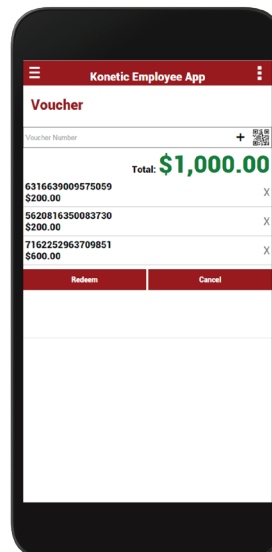 Konetic Employee App
Voucher
Voucher Number
Total: $1,000.00
6316639009575059
$200.00
X
5620816350083730
$200.00
X
7162252963709851
$600.00
X
Redeem Cancel